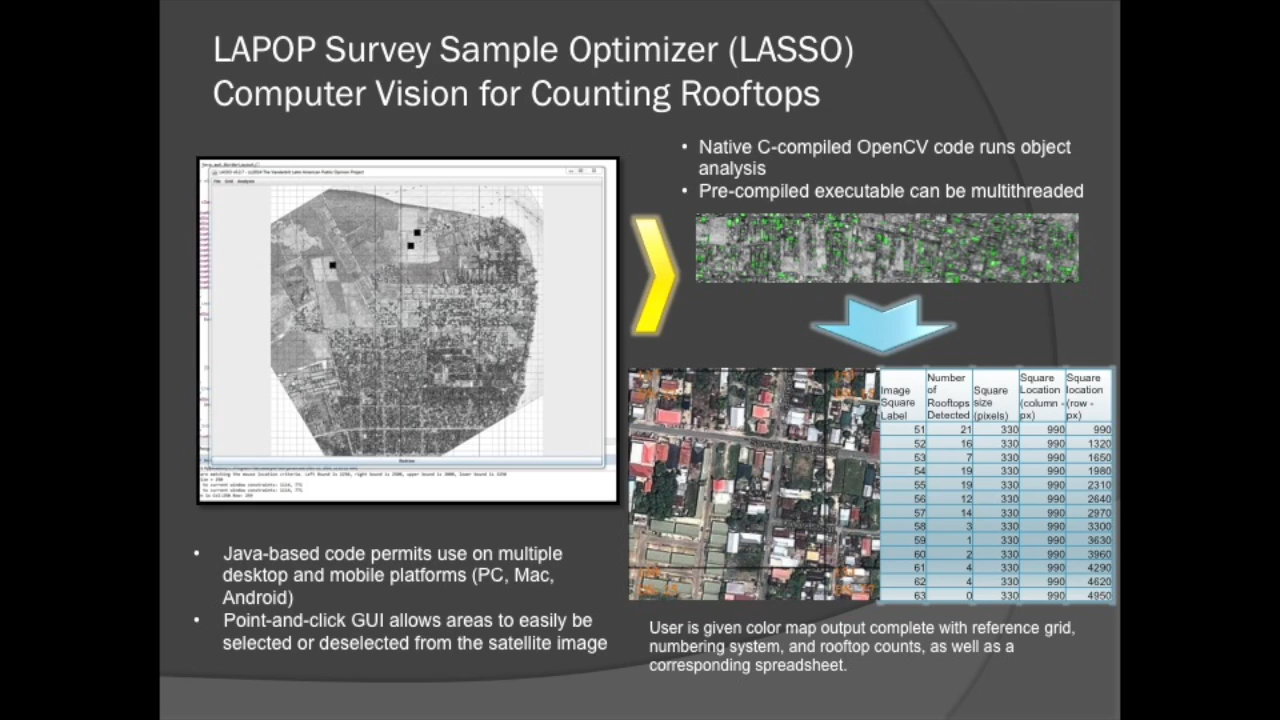 LAPOP Survey Sample Optimizer (LASSO)
Computer Vision for Counting Rooftops
• Native C-compiled OpenCV code runs object
analysis
• Pre-compiled executable can be multithreaded
File Grid Analysis
• Java-based code permits use on multiple
desktop and mobile platforms (PC, Mac,
Android)
• Point-and-click GUI allows areas to easily be
selected or deselected from the satellite image
Image Square Label Number of Rooftops Detected Square size (pixels) Square Location (column - px) Square location (row - px)
51 21 330 990 990
52 16 330 990 1320
53 7 330 990 1650
54 19 330 990 1980
55 19 330 990 2310
56 12 330 990 2640
57 14 330 990 2970
58 3 330 990 3300
59 1 330 990 3630
60 2 330 990 3960
61 4 330 990 4290
62 4 330 990 4620
63 0 330 990 4950
User is given color map output complete with reference grid,
numbering system, and rooftop counts, as well as a
corresponding spreadsheet.